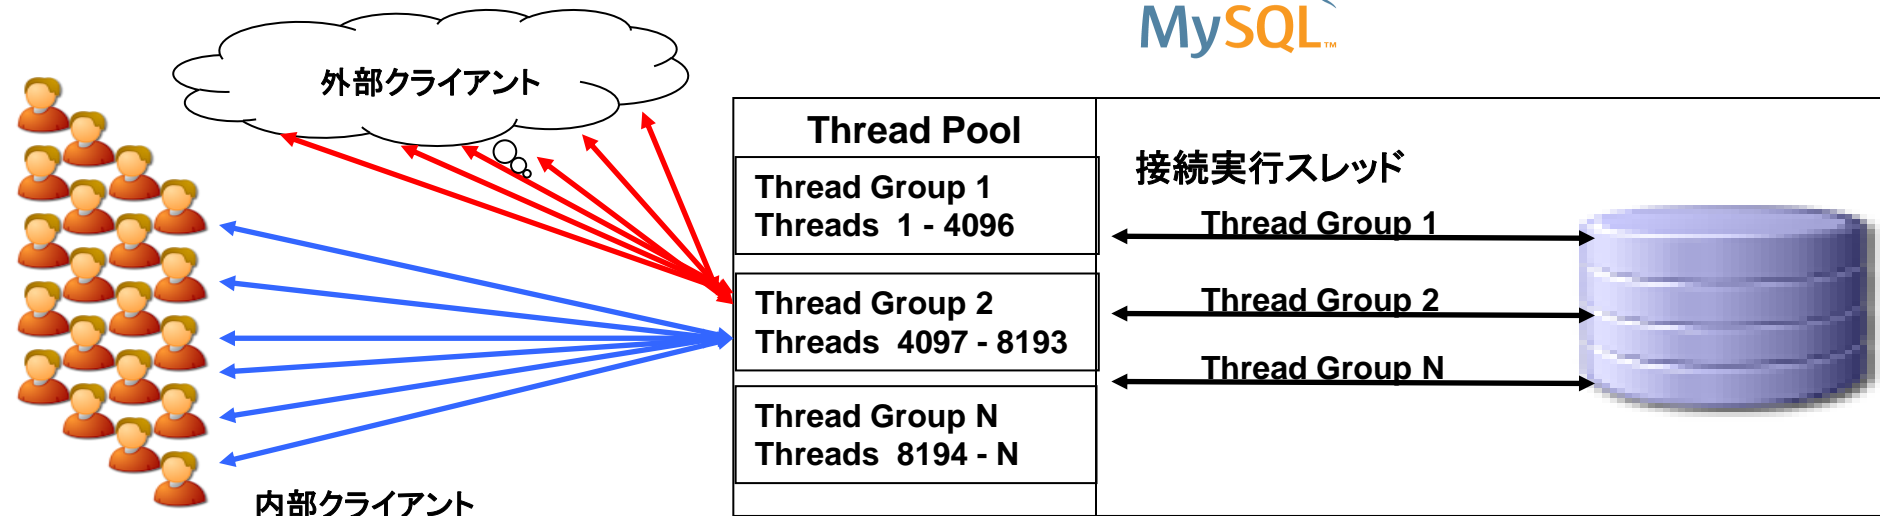 MySQL™
外部クライアント
Thread Pool
接続実行スレッド
Thread Group 1
Threads 1 - 4096
Thread Group 1
Thread Group 2
Threads 4097 - 8193
Thread Group 2
Thread Group N
Thread Group N
Threads 8194 - N
内部クライアント